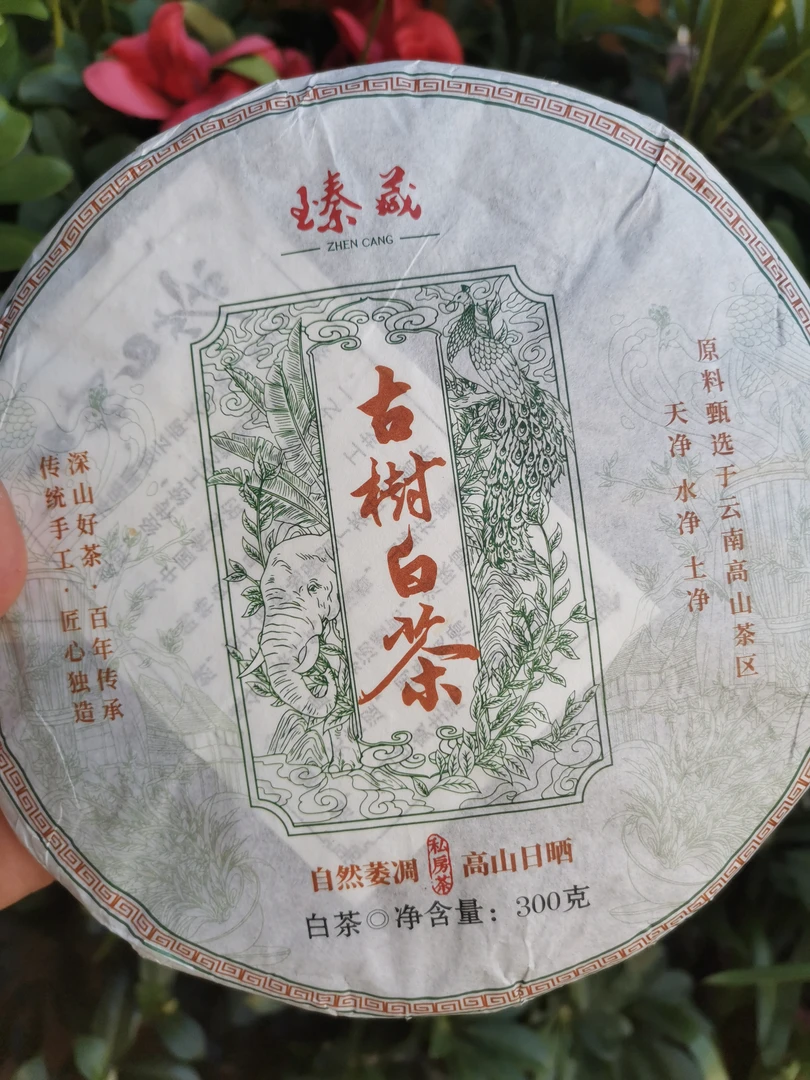 臻藏
ZHEN CANG
古樹白茶
原料甄选于云南高山茶区
天净 水净 土净
深山好茶·百年传承
传统手工·匠心独造
自然萎凋 私房茶 高山日晒
白茶◎净含量：300克